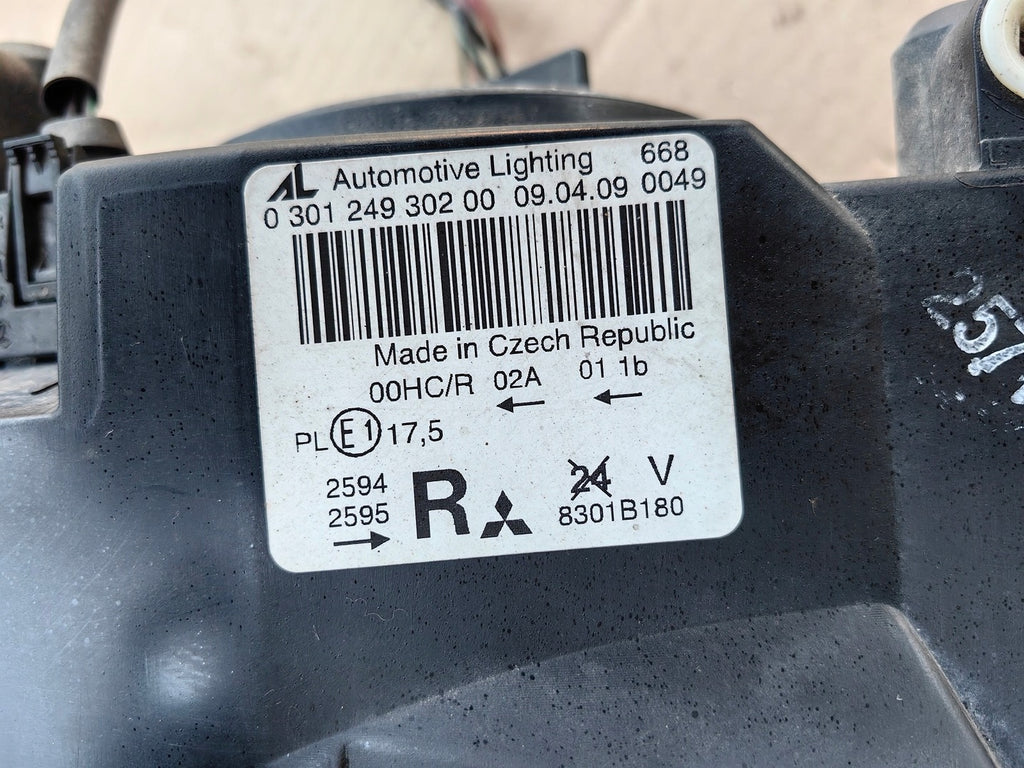 AL Automotive Lighting 668
0 301 249 302 00 09.04.09 0049
Made in Czech Republic
00HC/R 02A 01 1b
PL E1 17,5
2594
2595
R
24 V
8301B180
25/